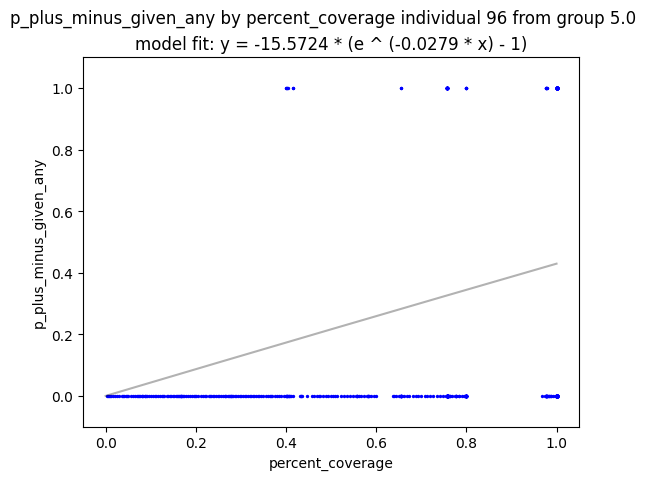 p_plus_minus_given_any by percent_coverage individual 96 from group 5.0
model fit: y = -15.5724 * (e ^ (-0.0279 * x) - 1)
1.0
0.8
0.6
0.4
0.2
0.0
p_plus_minus_given_any
0.0 0.2 0.4 0.6 0.8 1.0
percent_coverage